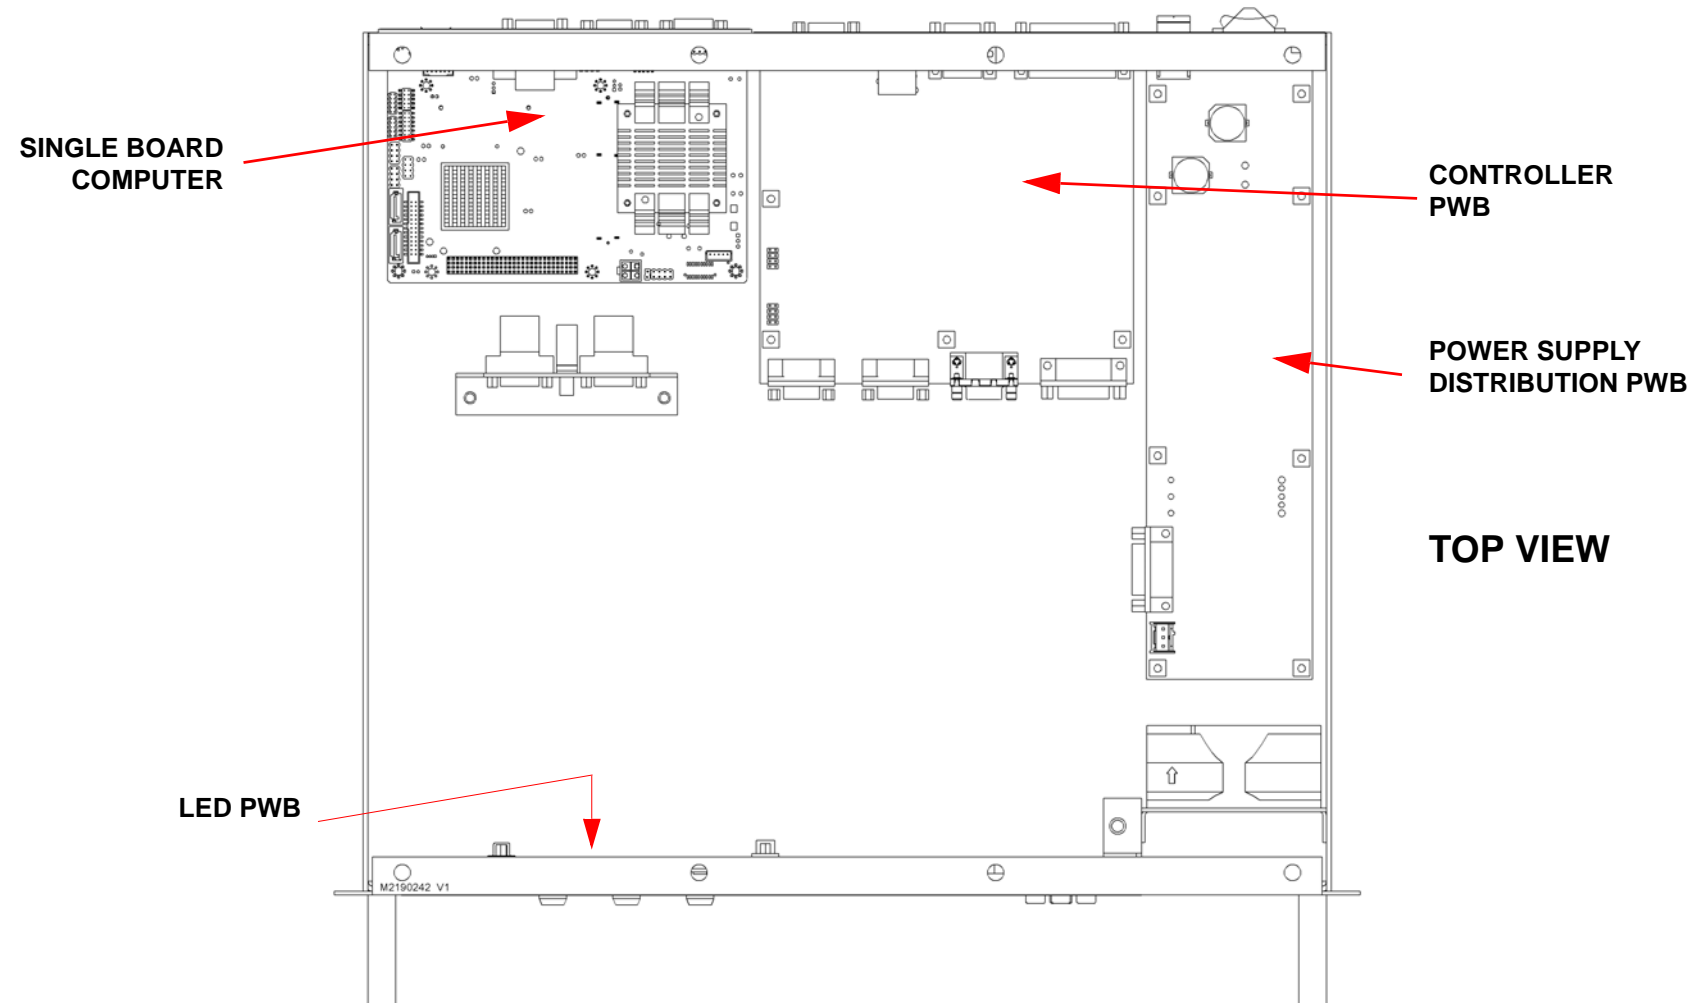 SINGLE BOARD
COMPUTER
CONTROLLER
PWB
POWER SUPPLY
DISTRIBUTION PWB
TOP VIEW
LED PWB
M2190242 V1